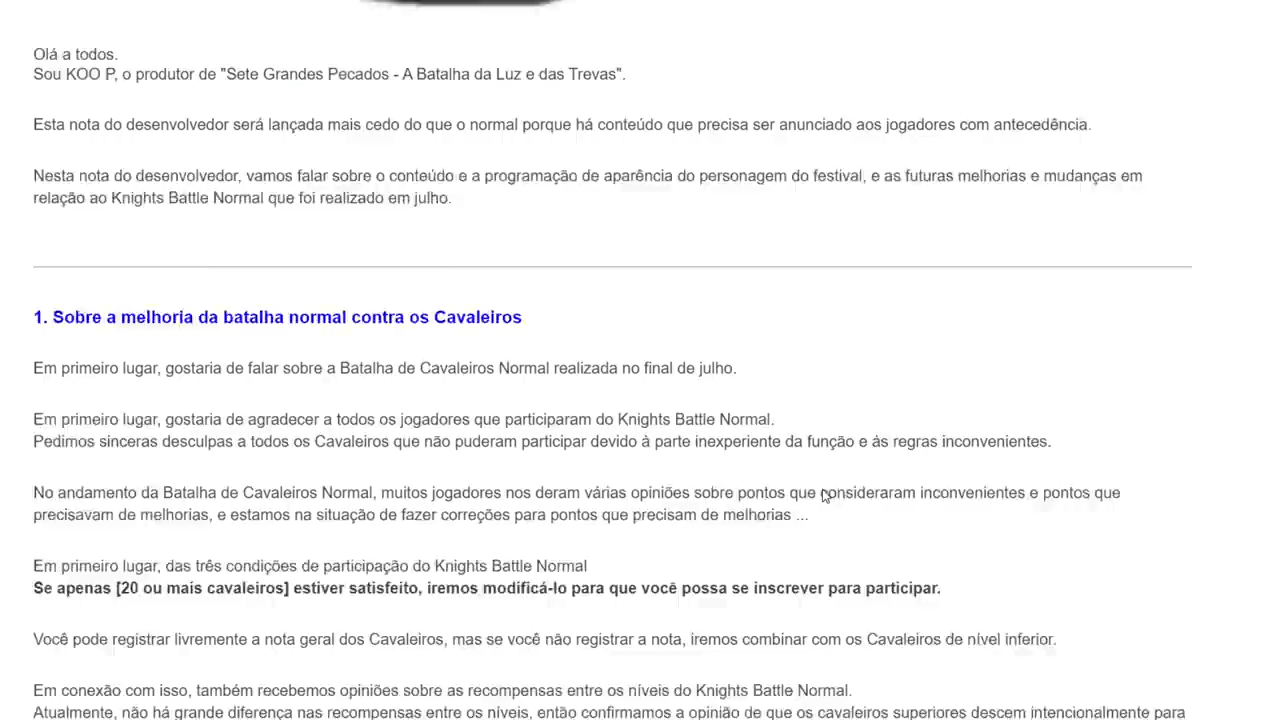 Olá a todos.
Sou KOO P, o produtor de "Sete Grandes Pecados - A Batalha da Luz e das Trevas".
Esta nota do desenvolvedor será lançada mais cedo do que o normal porque há conteúdo que precisa ser anunciado aos jogadores com antecedência.
Nesta nota do desenvolvedor, vamos falar sobre o conteúdo e a programação de aparência do personagem do festival, e as futuras melhorias e mudanças em
relação ao Knights Battle Normal que foi realizado em julho.
1. Sobre a melhoria da batalha normal contra os Cavaleiros
Em primeiro lugar, gostaria de falar sobre a Batalha de Cavaleiros Normal realizada no final de julho.
Em primeiro lugar, gostaria de agradecer a todos os jogadores que participaram do Knights Battle Normal.
Pedimos sinceras desculpas a todos os Cavaleiros que não puderam participar devido à parte inexperiente da função e às regras inconvenientes.
No andamento da Batalha de Cavaleiros Normal, muitos jogadores nos deram várias opiniões sobre pontos que consideraram inconvenientes e pontos que
precisavam de melhorias, e estamos na situação de fazer correções para pontos que precisam de melhorias ...
Em primeiro lugar, das três condições de participação do Knights Battle Normal
Se apenas [20 ou mais cavaleiros] estiver satisfeito, iremos modificá-lo para que você possa se inscrever para participar.
Você pode registrar livremente a nota geral dos Cavaleiros, mas se você não registrar a nota, iremos combinar com os Cavaleiros de nível inferior.
Em conexão com isso, também recebemos opiniões sobre as recompensas entre os níveis do Knights Battle Normal.
Atualmente, não há grande diferença nas recompensas entre os níveis, então confirmamos a opinião de que os cavaleiros superiores descem intencionalmente para